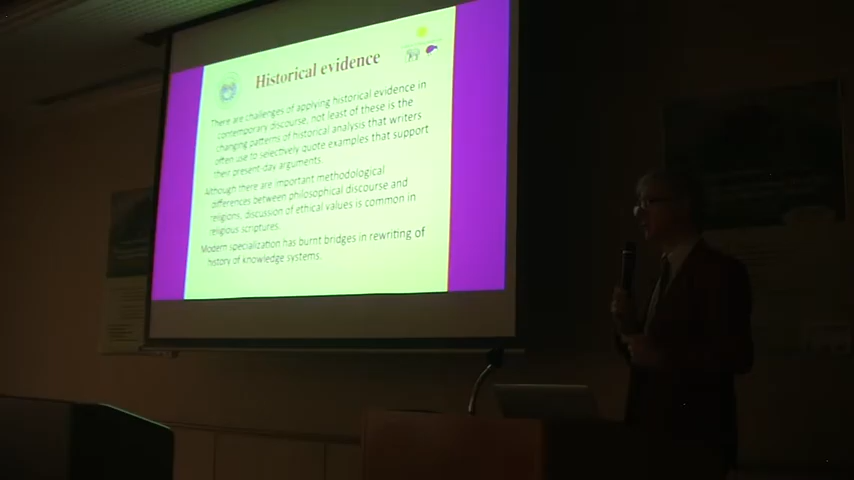 Historical evidence
There are challenges of applying historical evidence in
contemporary discourse, not least of these is the
changing patterns of historical analysis that writers
often use to selectively quote examples that support
their present-day arguments.
Although there are important methodological
differences between philosophical discourse and
religions, discussion of ethical values is common in
religious scriptures.
Modern specialization has burnt bridges in rewriting of
history of knowledge systems.